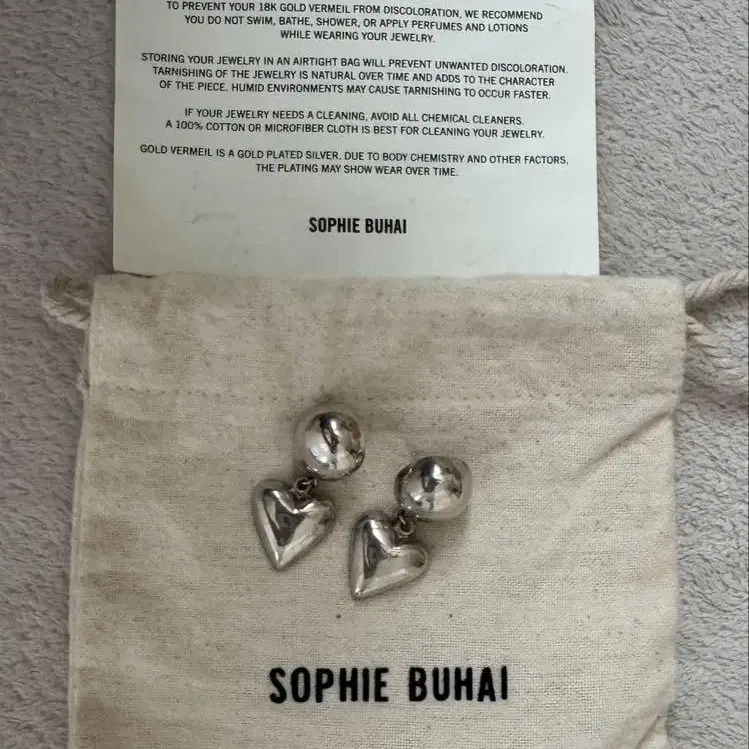 TO PREVENT YOUR 18K GOLD VERMEIL FROM DISCOLORATION, WE RECOMMEND
YOU DO NOT SWIM, BATHE, SHOWER, OR APPLY PERFUMES AND LOTIONS
WHILE WEARING YOUR JEWELRY.
STORING YOUR JEWELRY IN AN AIRTIGHT BAG WILL PREVENT UNWANTED DISCOLORATION.
TARNISHING OF THE JEWELRY IS NATURAL OVER TIME AND ADDS TO THE CHARACTER
OF THE PIECE. HUMID ENVIRONMENTS MAY CAUSE TARNISHING TO OCCUR FASTER.
IF YOUR JEWELRY NEEDS A CLEANING, AVOID ALL CHEMICAL CLEANERS.
A 100% COTTON OR MICROFIBER CLOTH IS BEST FOR CLEANING YOUR JEWELRY.
GOLD VERMEIL IS A GOLD PLATED SILVER. DUE TO BODY CHEMISTRY AND OTHER FACTORS,
THE PLATING MAY SHOW WEAR OVER TIME.
SOPHIE BUHAI
SOPHIE BUHAI